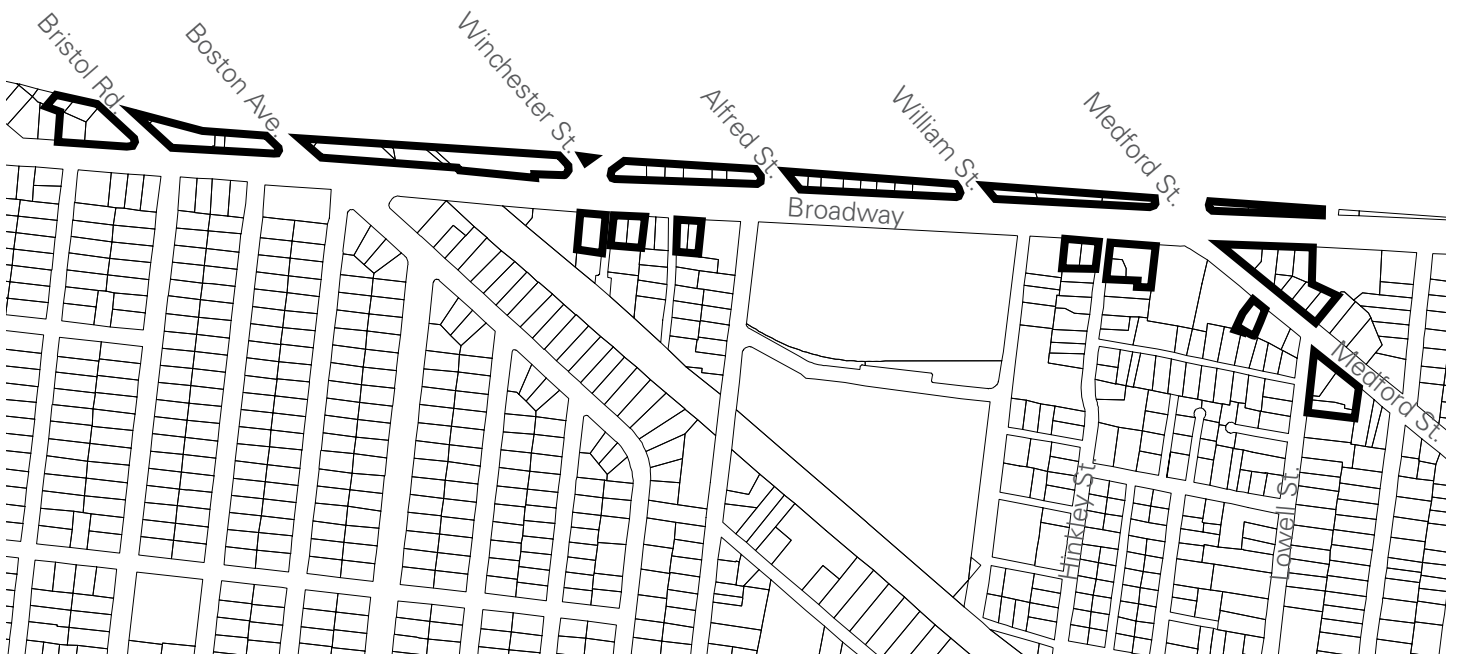 Bristol Rd.
Boston Ave.
Winchester St.
Alfred St.
William St.
Medford St.
Broadway
Medford St.
Hinkley St.
Lowell St.